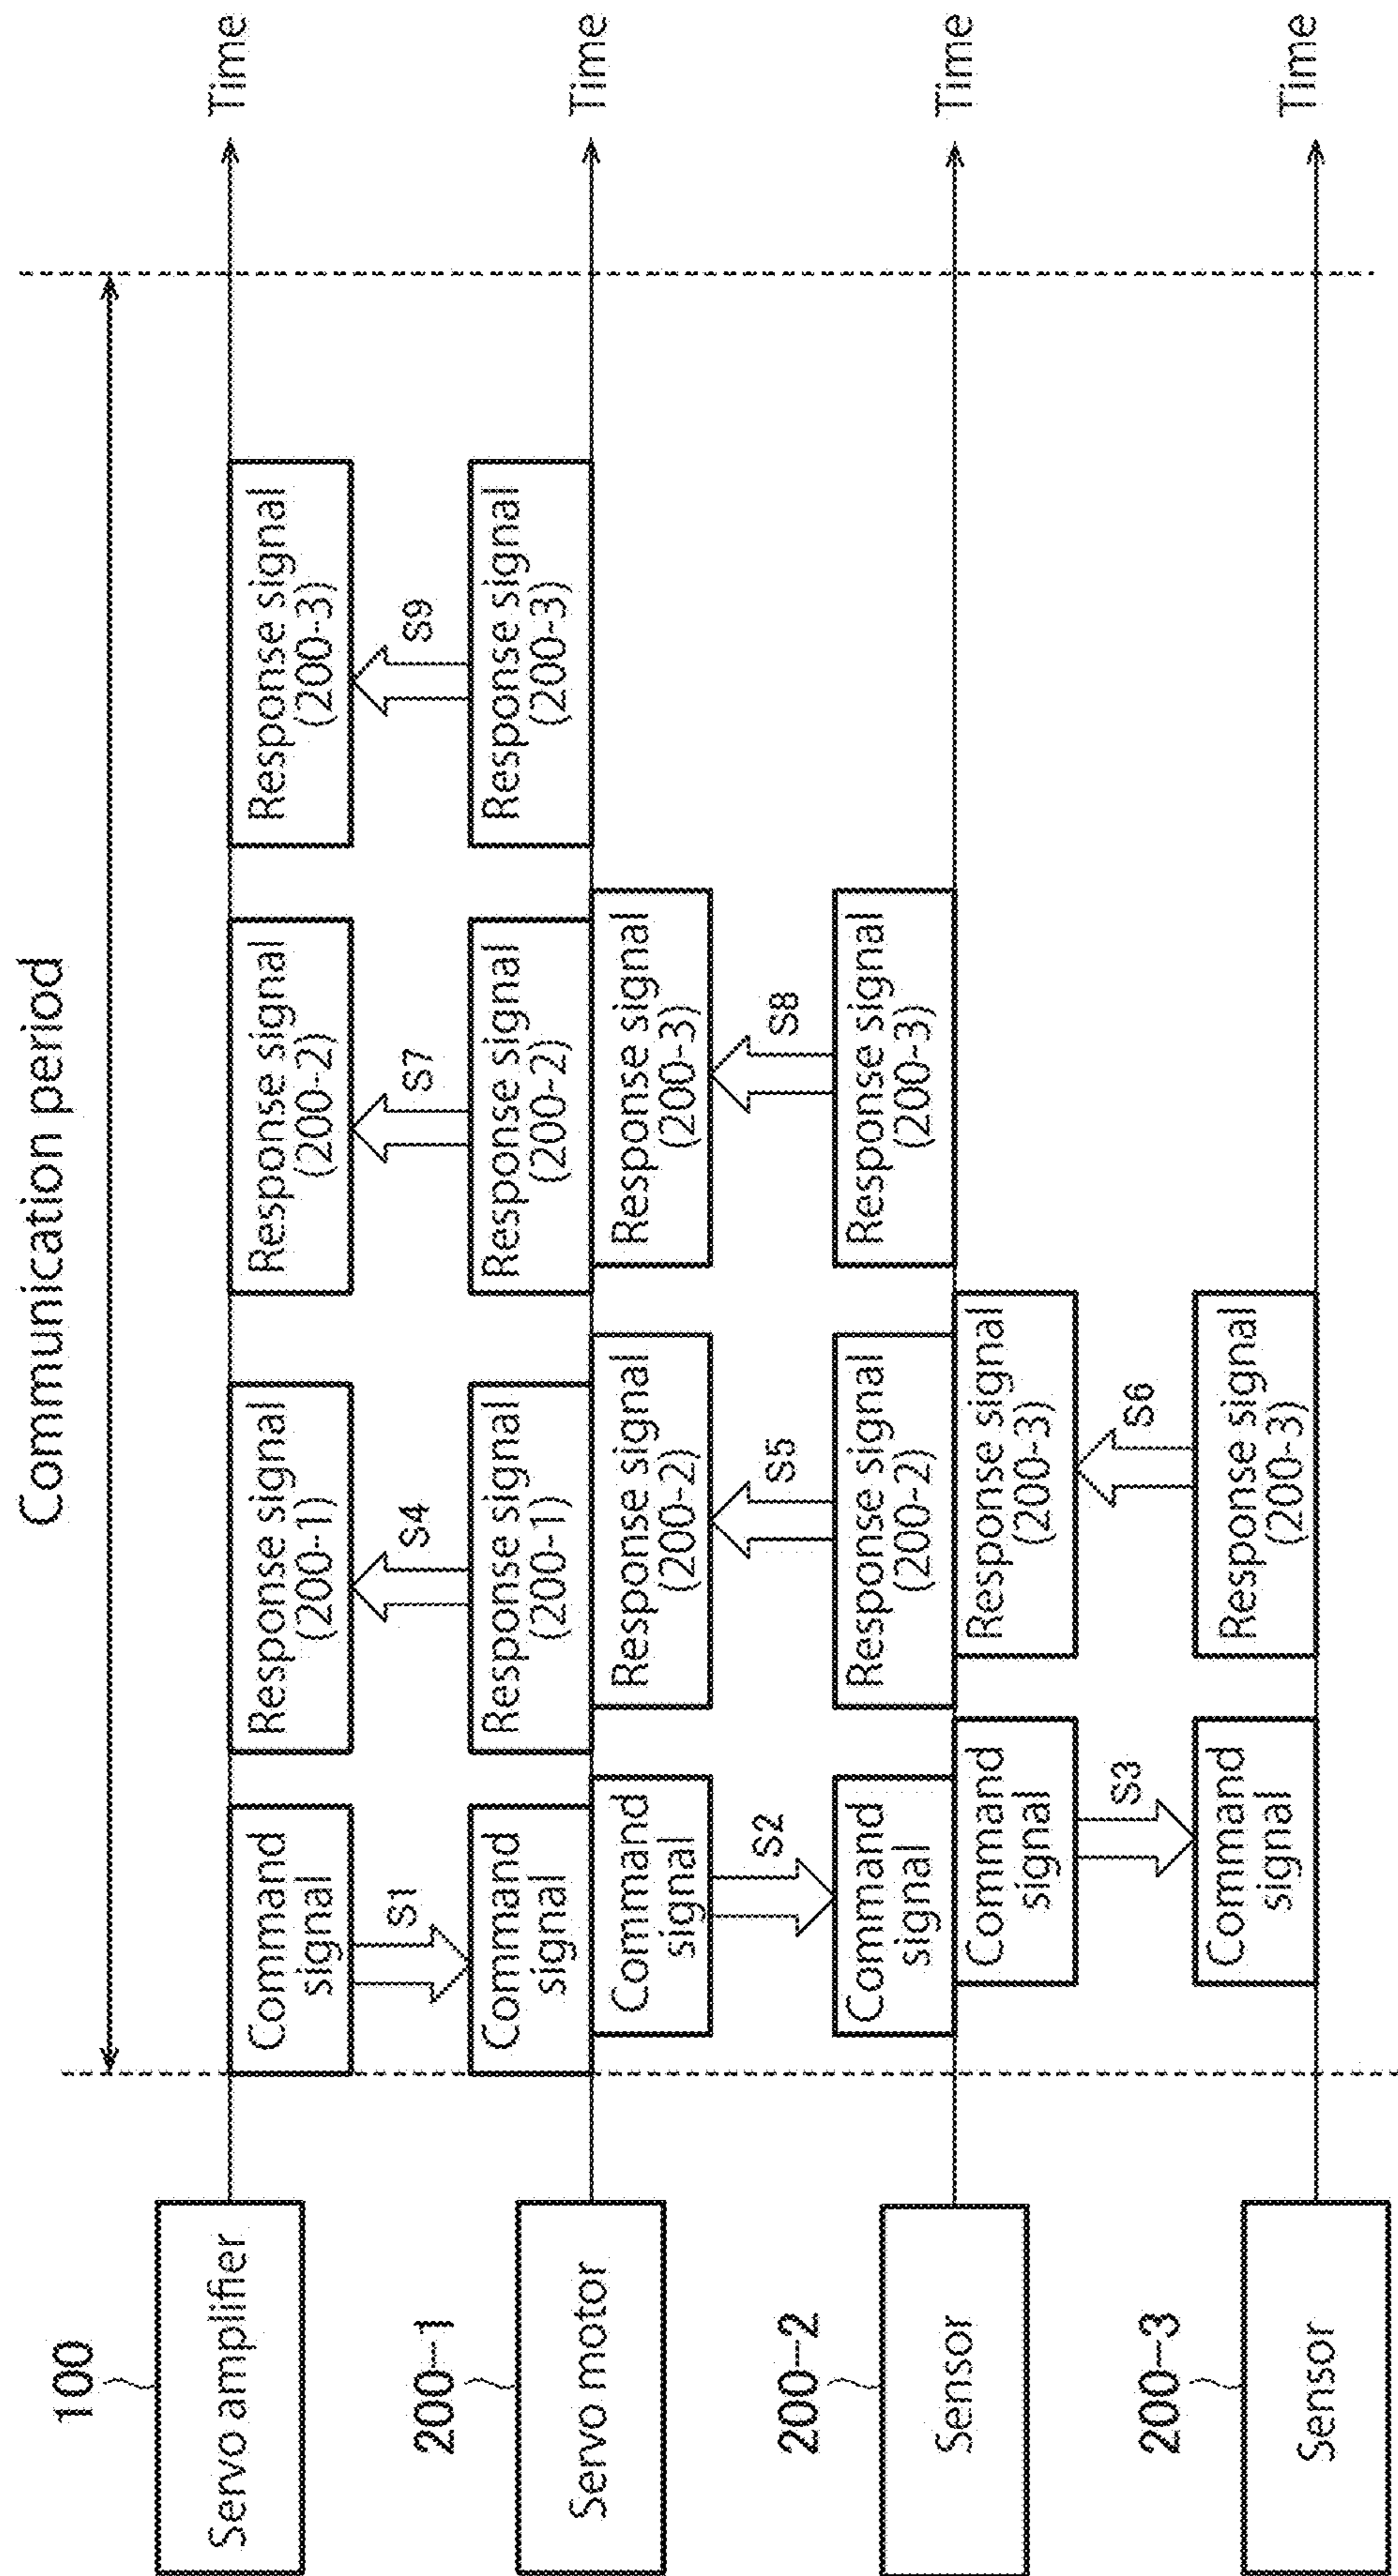 Communication period
100
Servo amplifier
Command
signal
Response signal
(200-1)
Response signal
(200-2)
Response signal
(200-3)
Time
S1
S4
S7
S9
200-1
Servo motor
Command
signal
Response signal
(200-1)
Response signal
(200-2)
Response signal
(200-3)
Time
Command
signal
Response signal
(200-2)
Response signal
(200-3)
S2
S5
S8
200-2
Sensor
Command
signal
Response signal
(200-2)
Response signal
(200-3)
Time
Command
signal
Response signal
(200-3)
S3
S6
200-3
Sensor
Command
signal
Response signal
(200-3)
Time